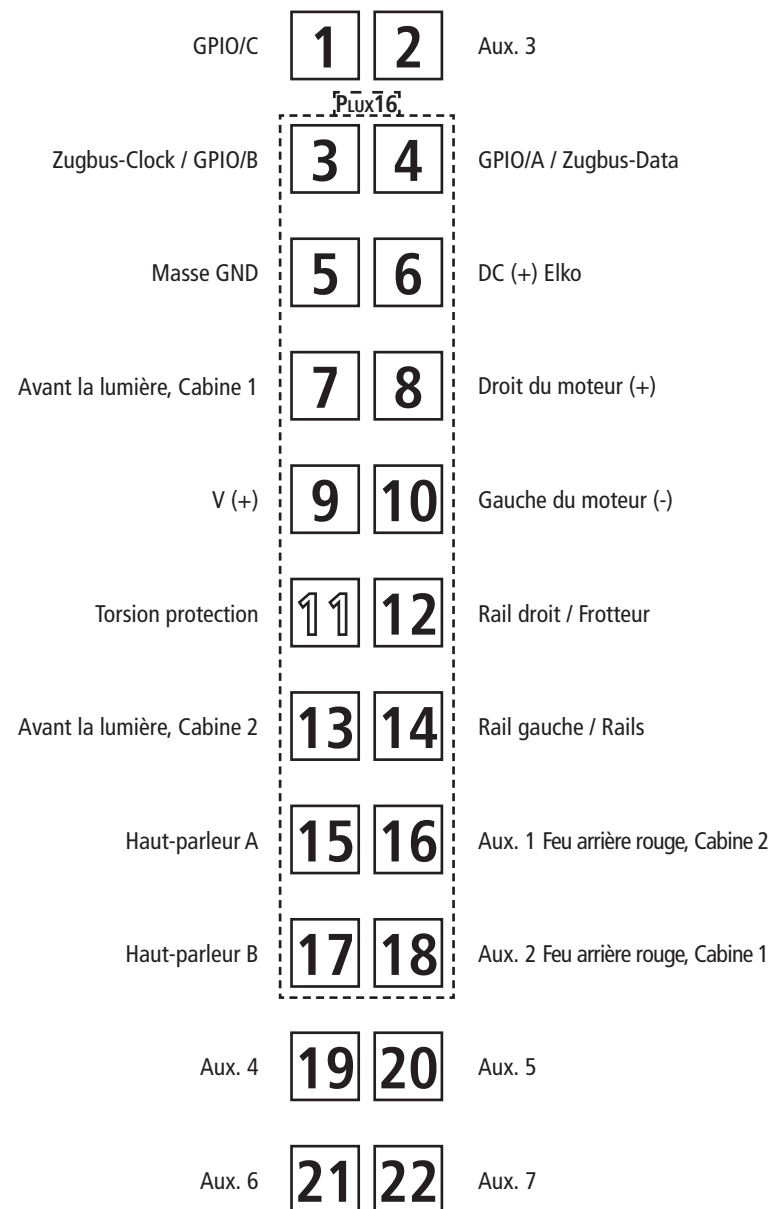 GPIO/C 1 2 Aux. 3
PLUX16
Zugbus-Clock / GPIO/B 3 4 GPIO/A / Zugbus-Data
Masse GND 5 6 DC (+) Elko
Avant la lumière, Cabine 1 7 8 Droit du moteur (+)
V (+) 9 10 Gauche du moteur (-)
Torsion protection 11 12 Rail droit / Frotteur
Avant la lumière, Cabine 2 13 14 Rail gauche / Rails
Haut-parleur A 15 16 Aux. 1 Feu arrière rouge, Cabine 2
Haut-parleur B 17 18 Aux. 2 Feu arrière rouge, Cabine 1
Aux. 4 19 20 Aux. 5
Aux. 6 21 22 Aux. 7